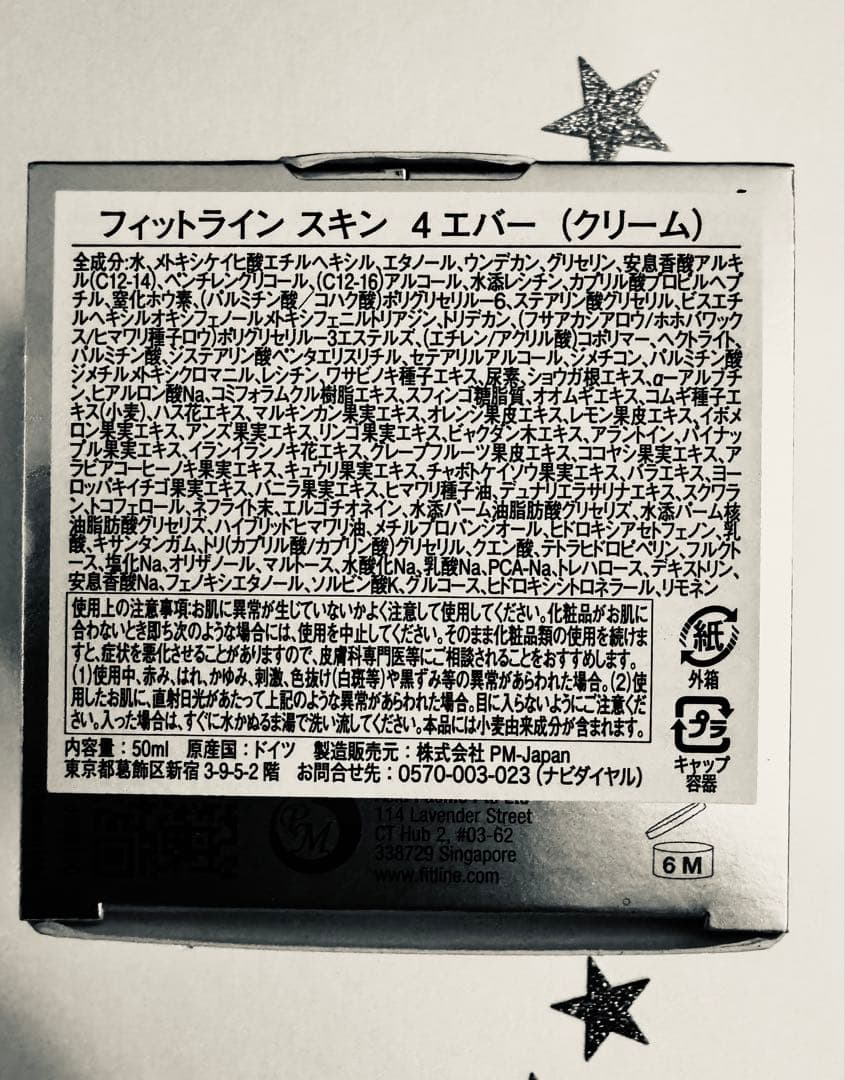 フィットライン スキン 4エバー (クリーム)
全成分:水、メトキシケイヒ酸エチルヘキシル、エタノール、ウンデカン、グリセリン、安息香酸アルキ
ル(C12-14)、ペンチレングリコール、(C12-16)アルコール、水添レシチン、カプリル酸プロピルヘプ
チル、窒化ホウ素、(パルミチン酸/コハク酸)ポリグリセリル-6、ステアリン酸グリセリル、ビスエチ
ルヘキシルオキシフェノールメトキシフェニルトリアジン、トリデカン、(フサアカシアロウ/ホホバワック
ス/ヒマワリ種子ロウ)ポリグリセリル-3エステルズ、(エチレン/アクリル酸)コポリマー、ヘクトライト、
パルミチン酸、ジステアリン酸ペンタエリスリチル、セテアリルアルコール、ジメチコン、パルミチン酸
ジメチルメトキシクロマニル、レシチン、ワサビノキ種子エキス、尿素、ショウガ根エキス、α-アルブチ
ン、ヒアルロン酸Na、コミフォラムクル樹脂エキス、スフィンゴ糖脂質、オオムギエキス、コムギ種子エ
キス(小麦)、ハス花エキス、マルキンカン果実エキス、オレンジ果皮エキス、レモン果皮エキス、イポメ
ロン果実エキス、アンズ果実エキス、リンゴ果実エキス、ビャクダン木エキス、アラントイン、パイナッ
プル果実エキス、イランイランノキ花エキス、グレープフルーツ果皮エキス、ココヤシ果実エキス、ア
ラビアコーヒーノキ果実エキス、キュウリ果実エキス、チャボトケイソウ果実エキス、バラエキス、ヨー
ロッパキイチゴ果実エキス、バニラ果実エキス、ヒマワリ種子油、デュナリエラサリナエキス、スクワラ
ン、トコフェロール、ネフライト末、エルゴチオネイン、水添パーム油脂肪酸グリセリズ、水添パーム核
油脂肪酸グリセリズ、ハイブリッドヒマワリ油、メチルプロパンジオール、ヒドロキシアセトフェノン、乳
酸、キサンタンガム、トリ(カプリル酸/カプリン酸)グリセリル、クエン酸、テトラヒドロピペリン、フルクト
ース、塩化Na、オリザノール、マルトース、水酸化Na、乳酸Na、PCA-Na、トレハロース、デキストリン、
安息香酸Na、フェノキシエタノール、ソルビン酸K、グルコース、ヒドロキシシトロネラール、リモネン
使用上の注意事項:お肌に異常が生じていないかよく注意して使用してください。化粧品がお肌に
合わないとき即ち次のような場合には、使用を中止してください。そのまま化粧品類の使用を続けま
すと、症状を悪化させることがありますので、皮膚科専門医等にご相談されることをおすすめします。
(1)使用中、赤み、はれ、かゆみ、刺激、色抜け(白斑等)や黒ずみ等の異常があらわれた場合。(2)使
用したお肌に、直射日光があたって上記のような異常があらわれた場合。目に入らないようにご注意くだ
さい。入った場合は、すぐに水かぬるま湯で洗い流してください。本品には小麦由来成分が含まれます。
紙
外箱
プラ
キャップ
容器
内容量:50ml 原産国:ドイツ 製造販売元:株式会社 PM-Japan
東京都葛飾区新宿 3-9-5-2 階 お問合せ先:0570-003-023 (ナビダイヤル)
PM
114 Lavender Street
CT Hub 2, #03-62
338729 Singapore
www.fitline.com
6 M